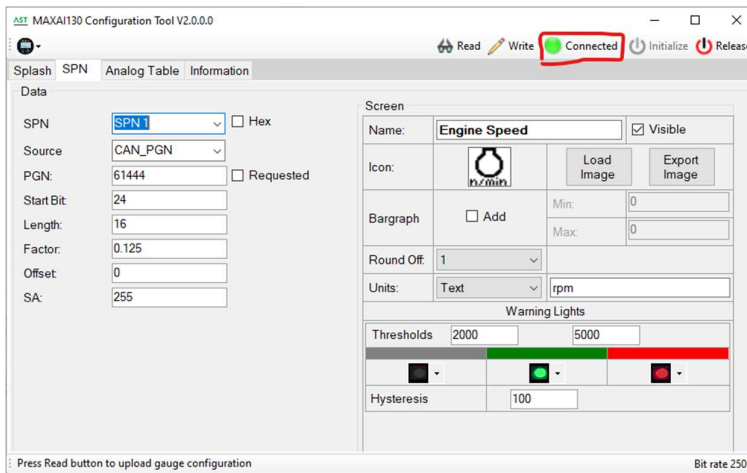 AST MAXAI130 Configuration Tool V2.0.0.0
Read Write Connected Initialize Release
Splash SPN Analog Table Information
Data
SPN SPN 1 Hex
Source CAN_PGN
PGN: 61444 Requested
Start Bit: 24
Length: 16
Factor: 0.125
Offset: 0
SA: 255
Screen
Name: Engine Speed Visible
Icon: n/min Load Image Export Image
Bargraph Add Min: 0
Max: 0
Round Off: 1
Units: Text rpm
Warning Lights
Thresholds 2000 5000
Hysteresis 100
Press Read button to upload gauge configuration Bit rate 250